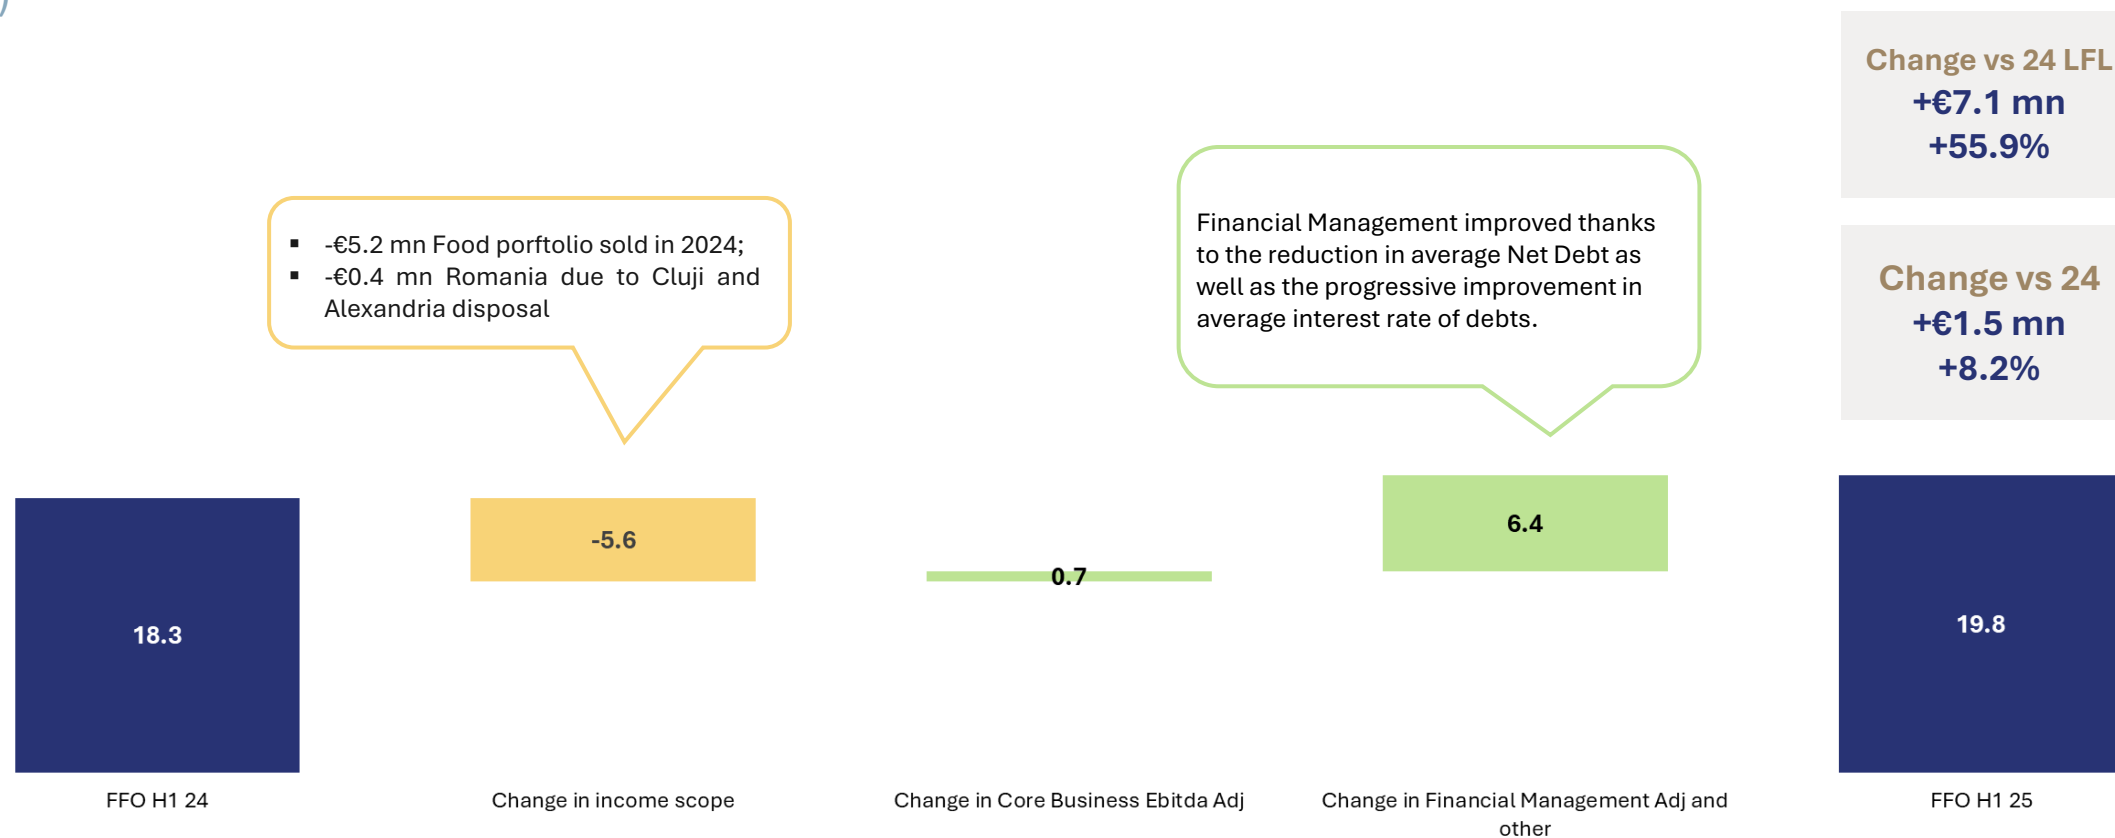 )
Change vs 24 LFL
+€7.1 mn
+55.9%
▪ -€5.2 mn Food porftolio sold in 2024;
▪ -€0.4 mn Romania due to Cluji and
Alexandria disposal
Financial Management improved thanks
to the reduction in average Net Debt as
well as the progressive improvement in
average interest rate of debts.
Change vs 24
+€1.5 mn
+8.2%
18.3
-5.6
0.7
6.4
19.8
FFO H1 24
Change in income scope
Change in Core Business Ebitda Adj
Change in Financial Management Adj and
other
FFO H1 25